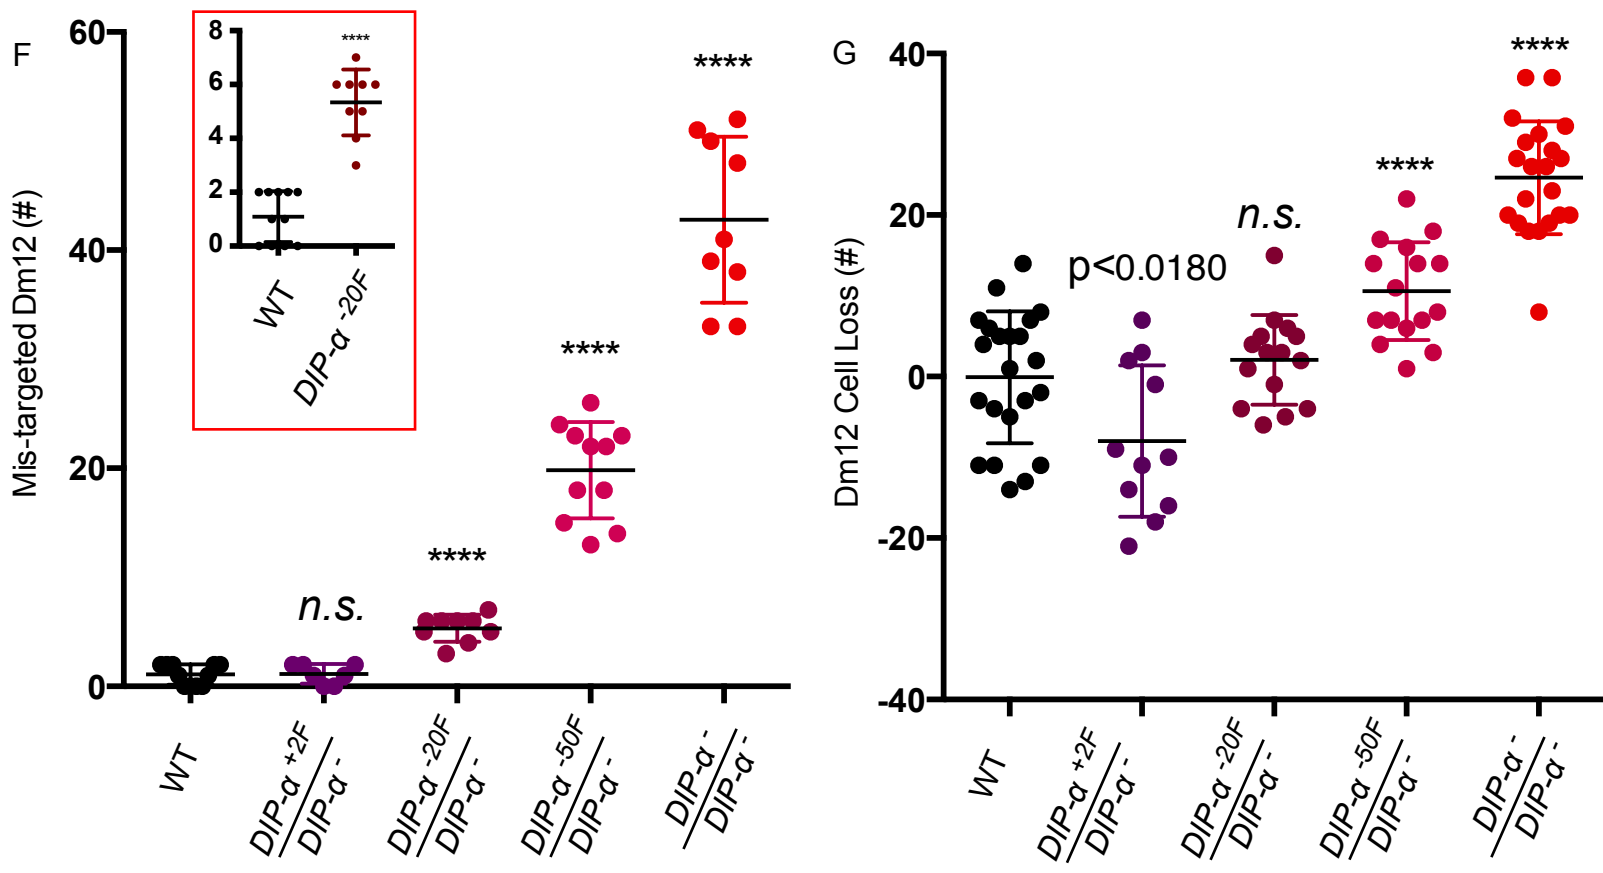 F
60
40
20
0
Mis-targeted Dm12 (#)
8
6
4
2
0
****
WT
DIP-α -20F
n.s.
****
****
****
WT
DIP-α +2F
DIP-α -
DIP-α -20F
DIP-α -
DIP-α -50F
DIP-α -
DIP-α -
DIP-α -
G
40
20
0
-20
-40
Dm12 Cell Loss (#)
p<0.0180
n.s.
****
****
WT
DIP-α +2F
DIP-α -
DIP-α -20F
DIP-α -
DIP-α -50F
DIP-α -
DIP-α -
DIP-α -